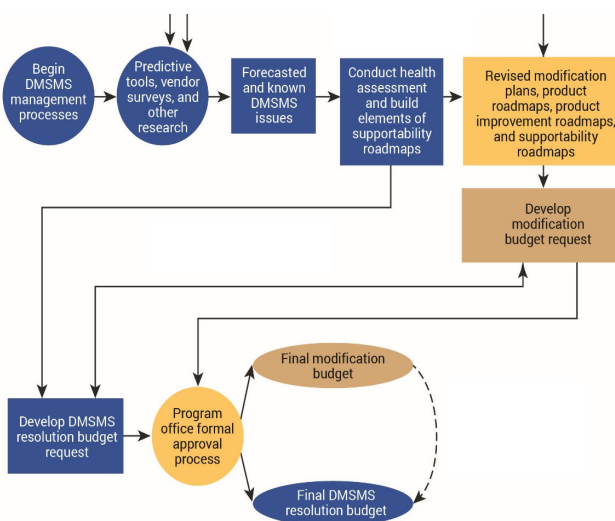 Begin
DMSMS
management
processes
Predictive
tools, vendor
surveys, and
other
research
Forecasted
and known
DMSMS
issues
Conduct health
assessment
and build
elements of
supportability
roadmaps
Revised modification
plans, product
roadmaps, product
improvement roadmaps,
and supportability
roadmaps
Develop
modification
budget request
Develop DMSMS
resolution budget
request
Program
office formal
approval
process
Final modification
budget
Final DMSMS
resolution budget